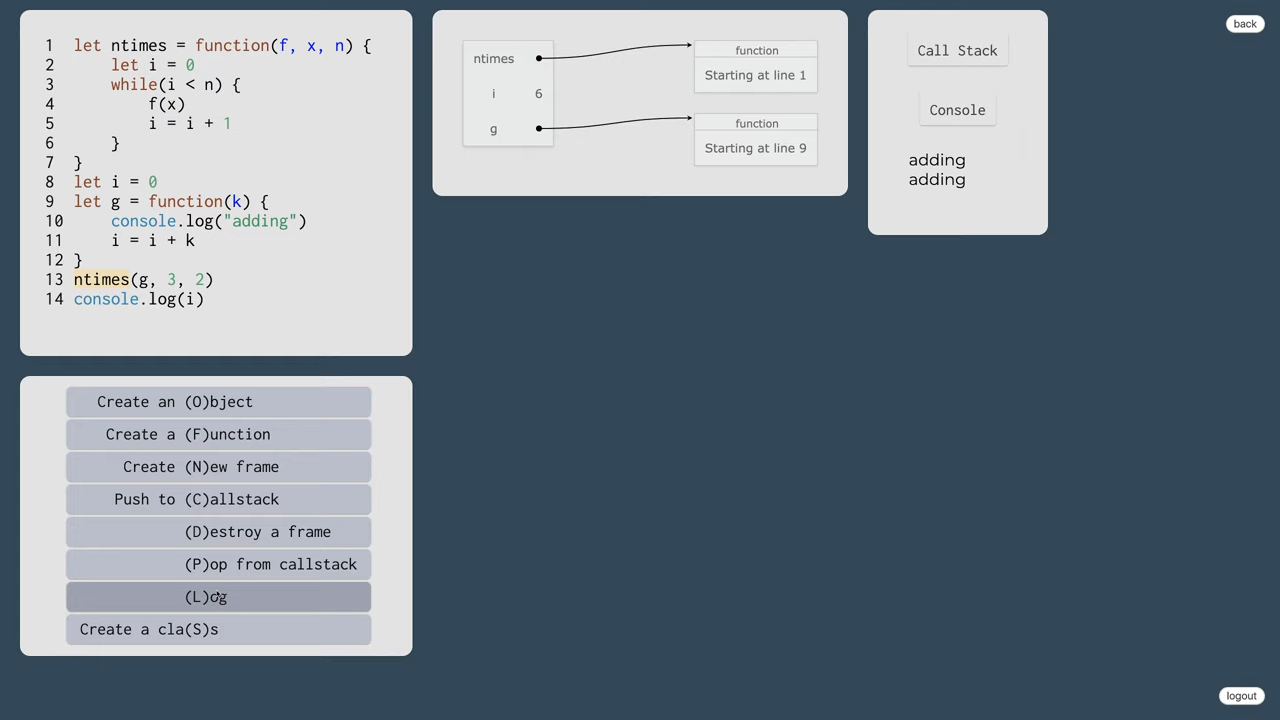 1 let ntimes = function(f, x, n) {
2 let i = 0
3 while(i < n) {
4 f(x)
5 i = i + 1
6 }
7 }
8 let i = 0
9 let g = function(k) {
10 console.log("adding")
11 i = i + k
12 }
13 ntimes(g, 3, 2)
14 console.log(i)
Create an (O)bject
Create a (F)unction
Create (N)ew frame
Push to (C)allstack
(D)estroy a frame
(P)op from callstack
(L)og
Create a cla(S)s
ntimes
i 6
g
function
Starting at line 1
function
Starting at line 9
Call Stack
Console
adding
adding
back
logout